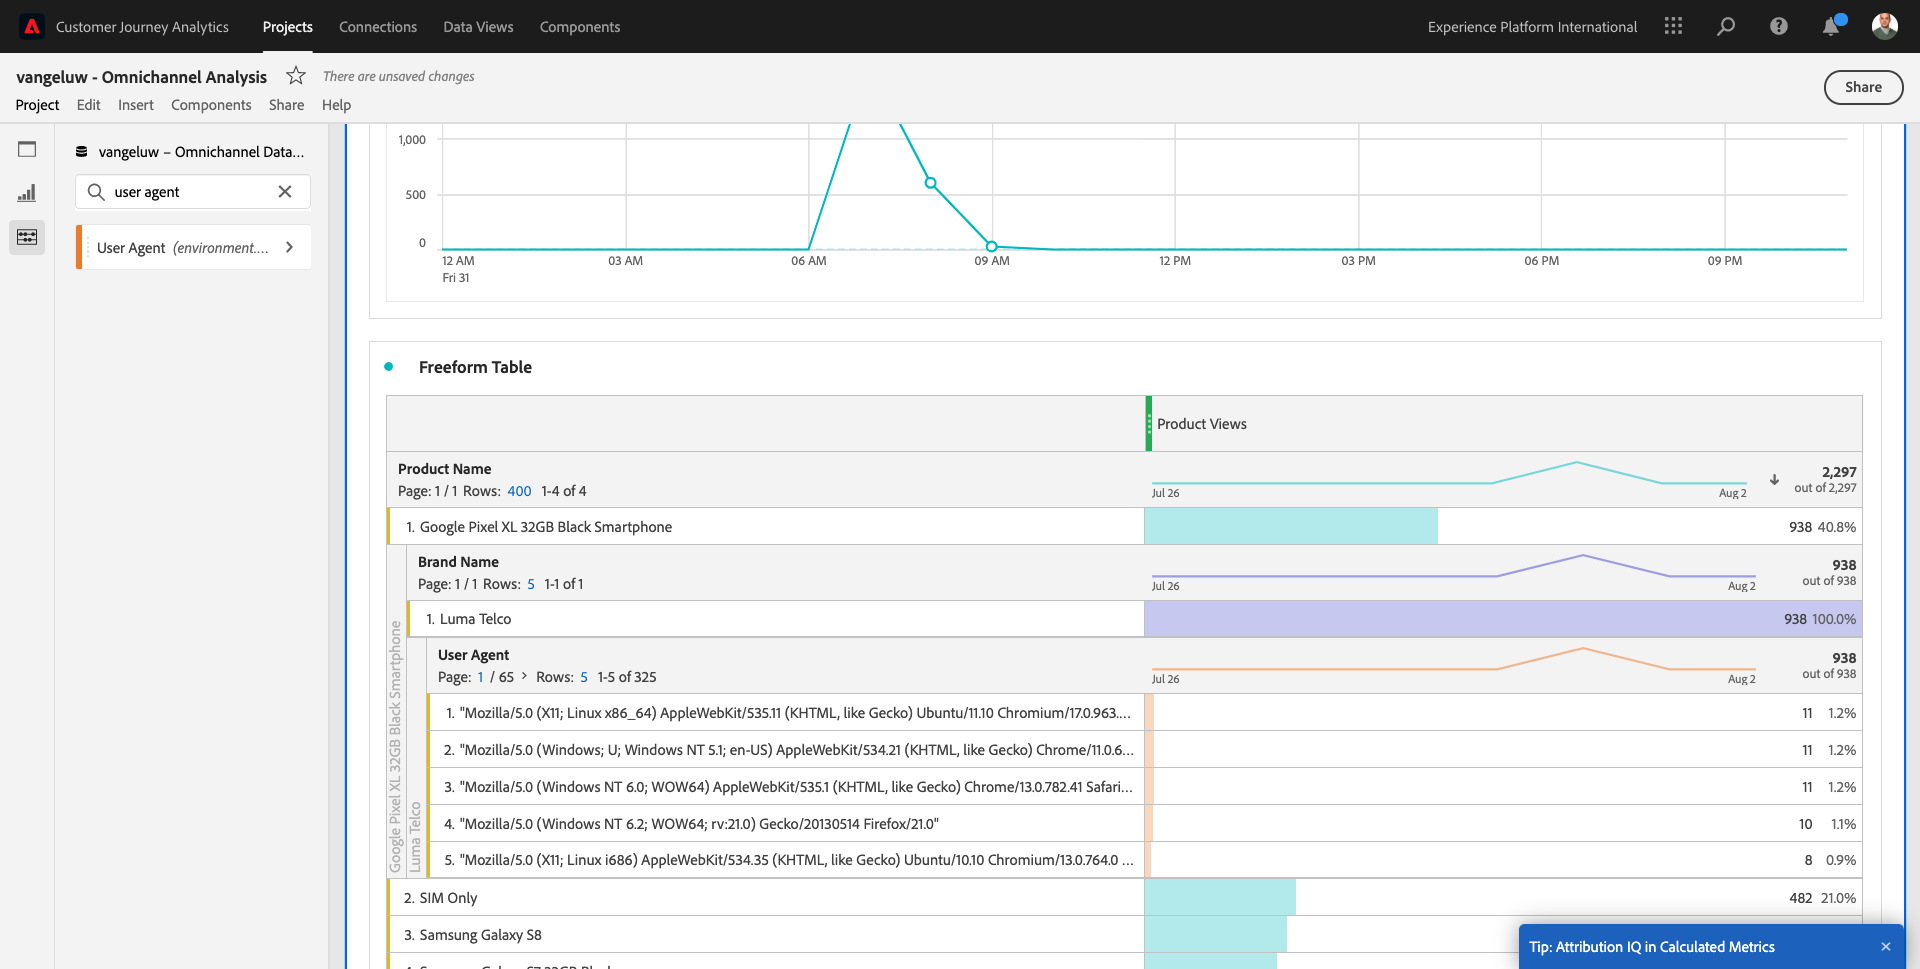 Customer Journey Analytics Projects Connections Data Views Components Experience Platform International
vangeluw - Omnichannel Analysis There are unsaved changes
Share
Project Edit Insert Components Share Help
vangeluw – Omnichannel Data...
user agent
User Agent (environment....
1,000
500
0
12 AM 03 AM 06 AM 09 AM 12 PM 03 PM 06 PM 09 PM
Fri 31
Freeform Table
Product Views
Product Name
Page: 1 / 1 Rows: 400 1-4 of 4
Jul 26 Aug 2
2,297
out of 2,297
1. Google Pixel XL 32GB Black Smartphone 938 40.8%
Google Pixel XL 32GB Black Smartphone
Brand Name
Page: 1 / 1 Rows: 5 1-1 of 1
Jul 26 Aug 2
938
out of 938
1. Luma Telco 938 100.0%
Luma Telco
User Agent
Page: 1 / 65 > Rows: 5 1-5 of 325
Jul 26 Aug 2
938
out of 938
1. "Mozilla/5.0 (X11; Linux x86_64) AppleWebKit/535.11 (KHTML, like Gecko) Ubuntu/11.10 Chromium/17.0.963.... 11 1.2%
2. "Mozilla/5.0 (Windows; U; Windows NT 5.1; en-US) AppleWebKit/534.21 (KHTML, like Gecko) Chrome/11.0.6... 11 1.2%
3. "Mozilla/5.0 (Windows NT 6.0; WOW64) AppleWebKit/535.1 (KHTML, like Gecko) Chrome/13.0.782.41 Safari... 11 1.2%
4. "Mozilla/5.0 (Windows NT 6.2; WOW64; rv:21.0) Gecko/20130514 Firefox/21.0" 10 1.1%
5. "Mozilla/5.0 (X11; Linux i686) AppleWebKit/534.35 (KHTML, like Gecko) Ubuntu/10.10 Chromium/13.0.764.0 ... 8 0.9%
2. SIM Only 482 21.0%
3. Samsung Galaxy S8
Tip: Attribution IQ in Calculated Metrics